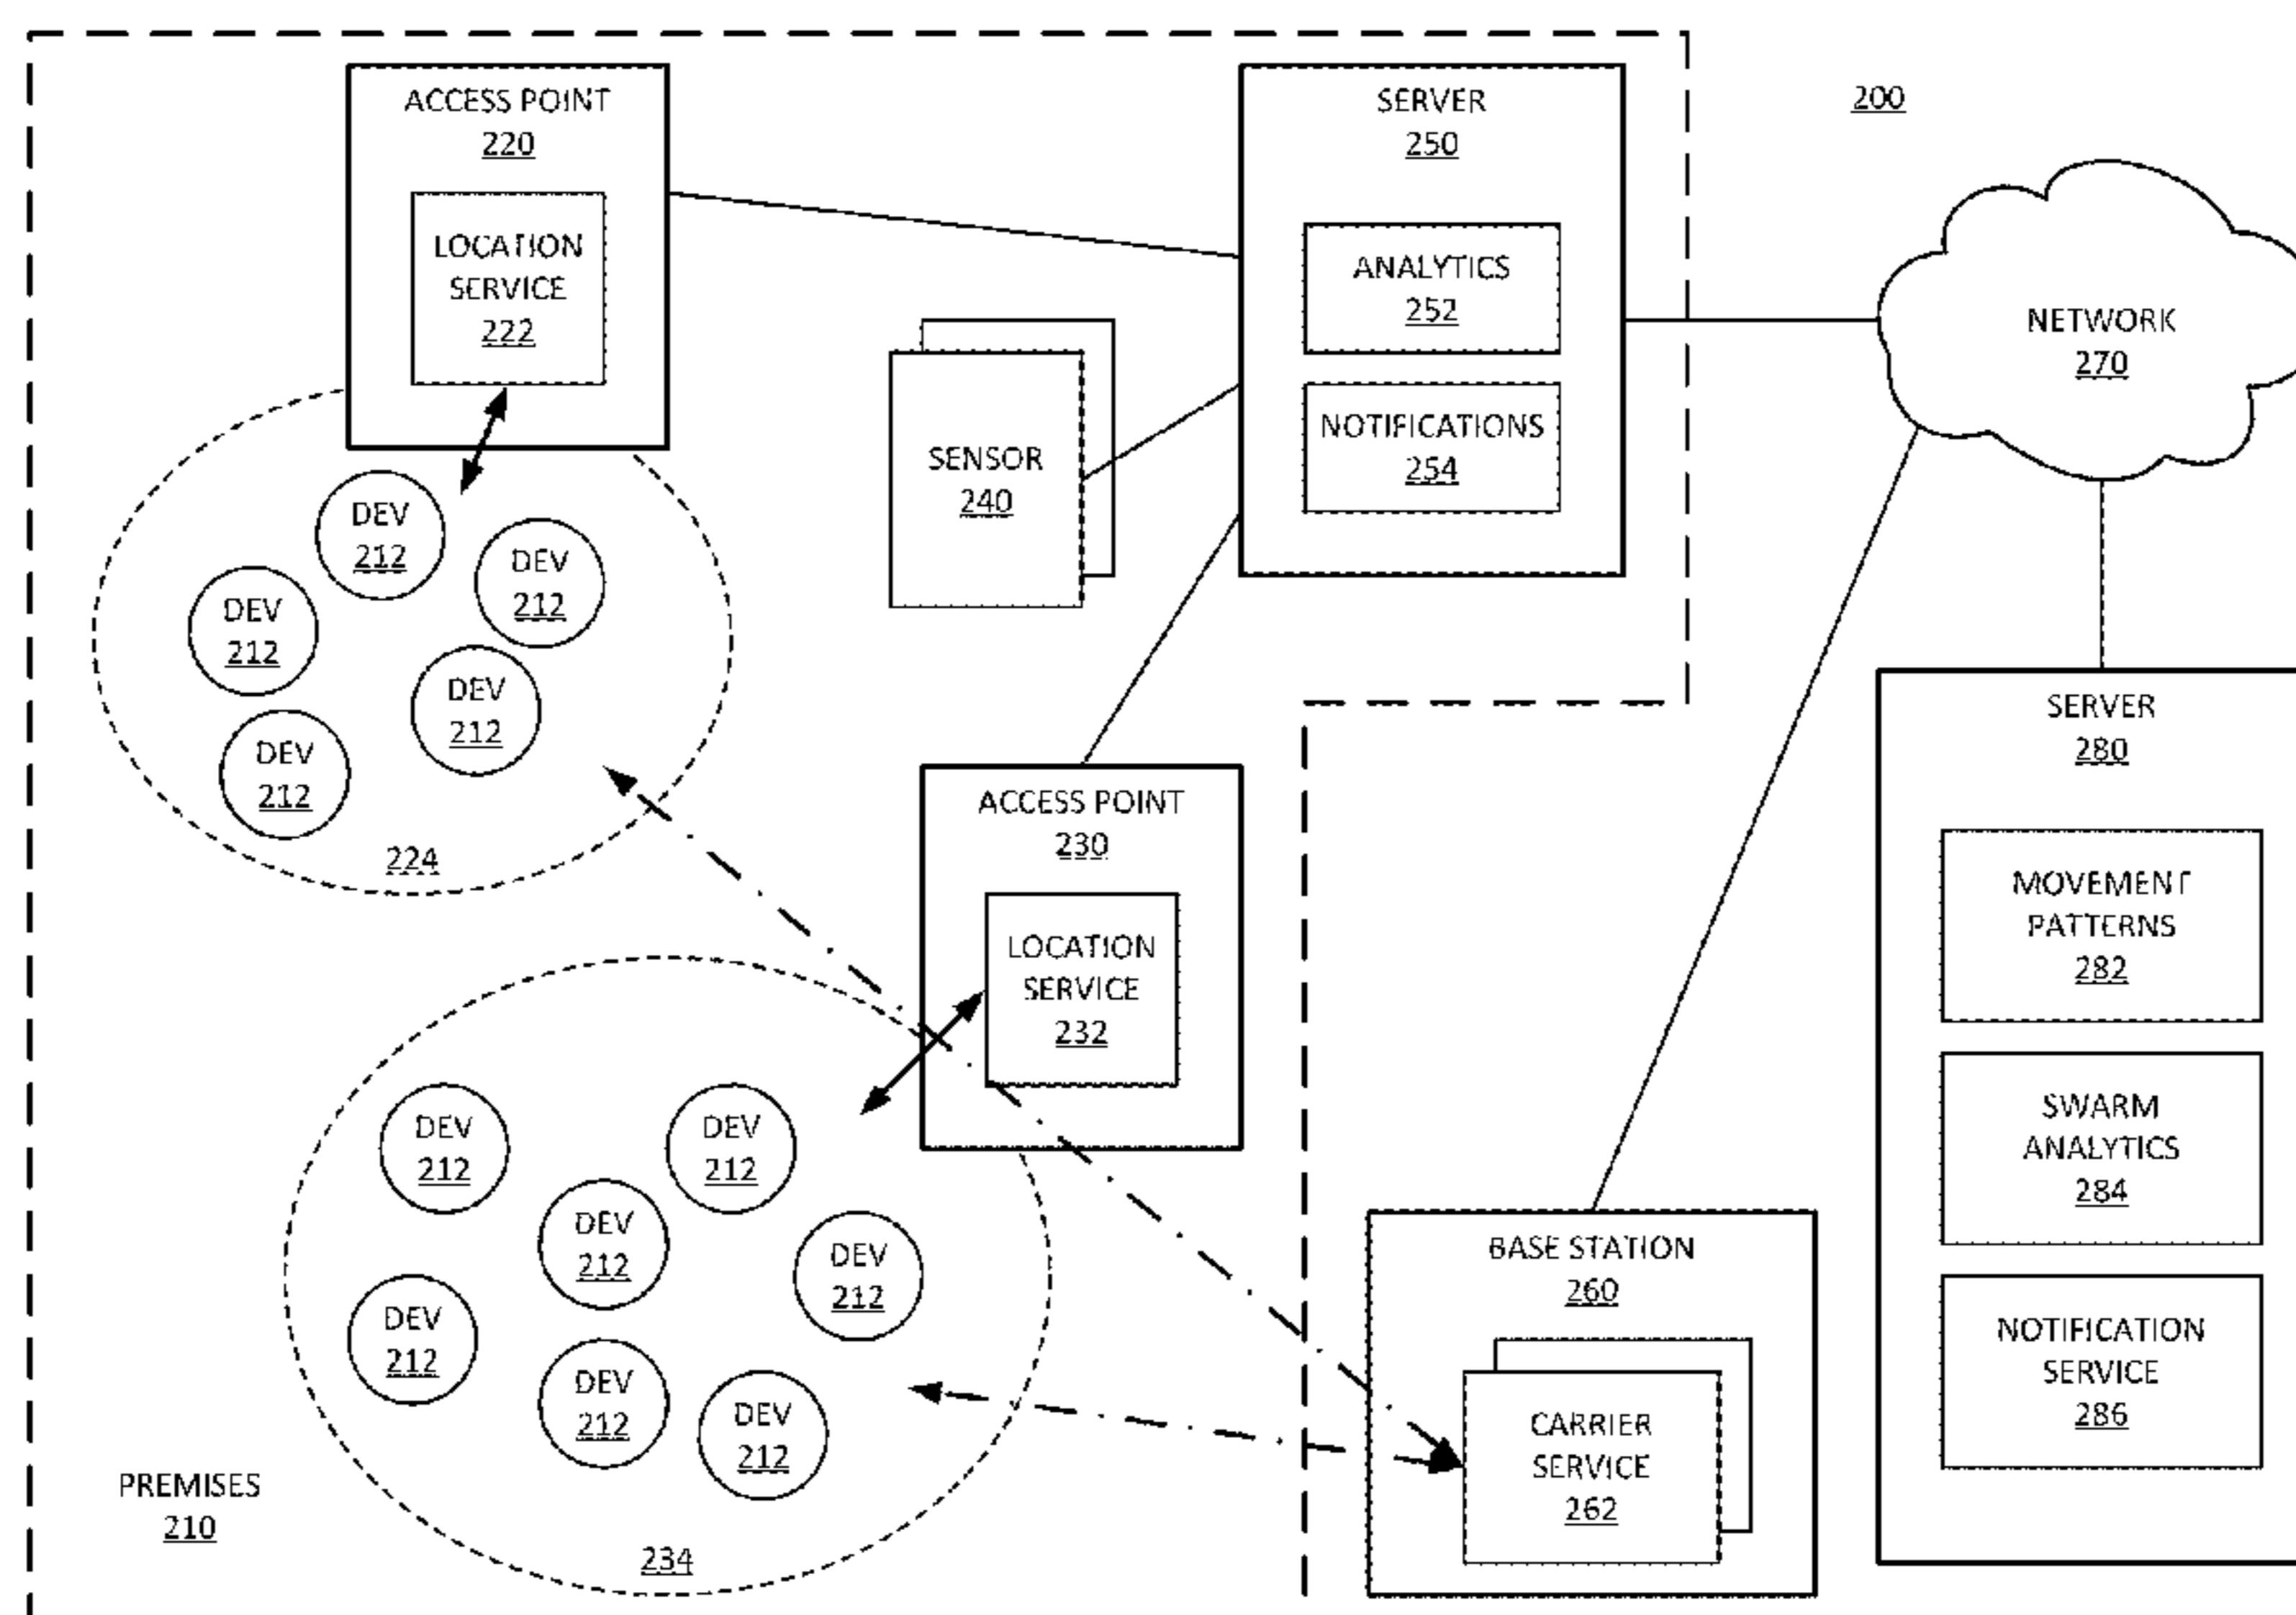 ACCESS POINT
220
LOCATION
SERVICE
222
SERVER
250
ANALYTICS
252
NOTIFICATIONS
254
200
NETWORK
270
SENSOR
240
DEV
212
DEV
212
DEV
212
DEV
212
DEV
212
224
ACCESS POINT
230
LOCATION
SERVICE
232
SERVER
280
MOVEMENT
PATTERNS
282
SWARM
ANALYTICS
284
NOTIFICATION
SERVICE
286
DEV
212
DEV
212
DEV
212
DEV
212
DEV
212
DEV
212
DEV
212
234
BASE STATION
260
CARRIER
SERVICE
262
PREMISES
210